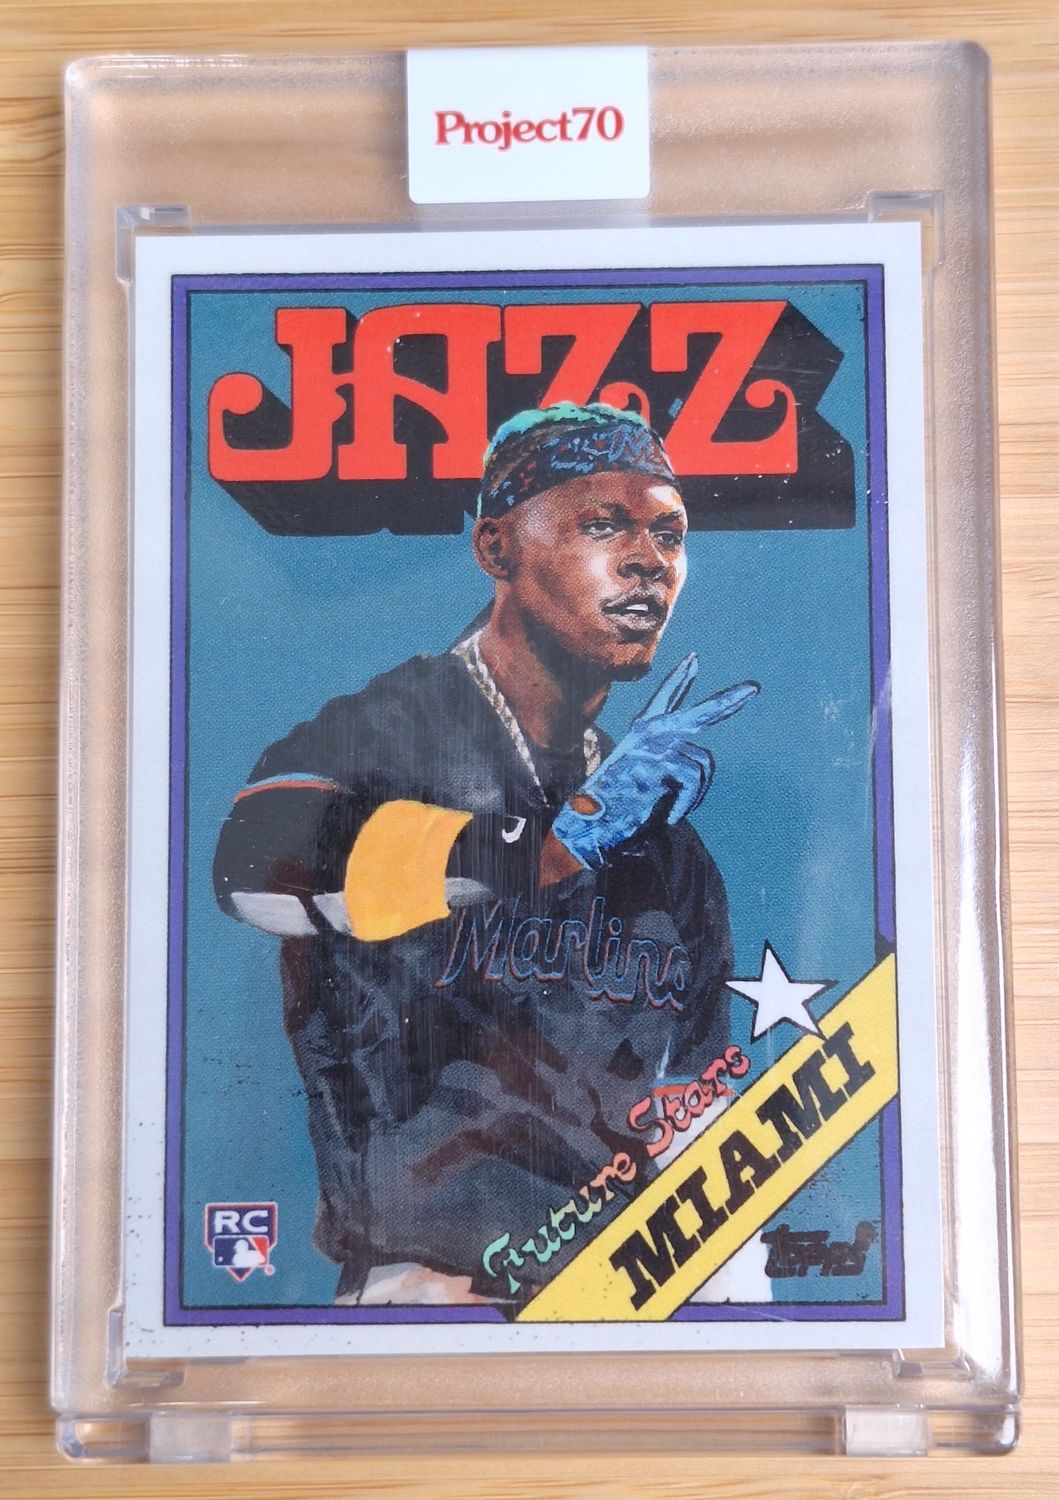 Project70
JAZZ
Marlins
Future Stars
MIAMI
RC
TOPPS